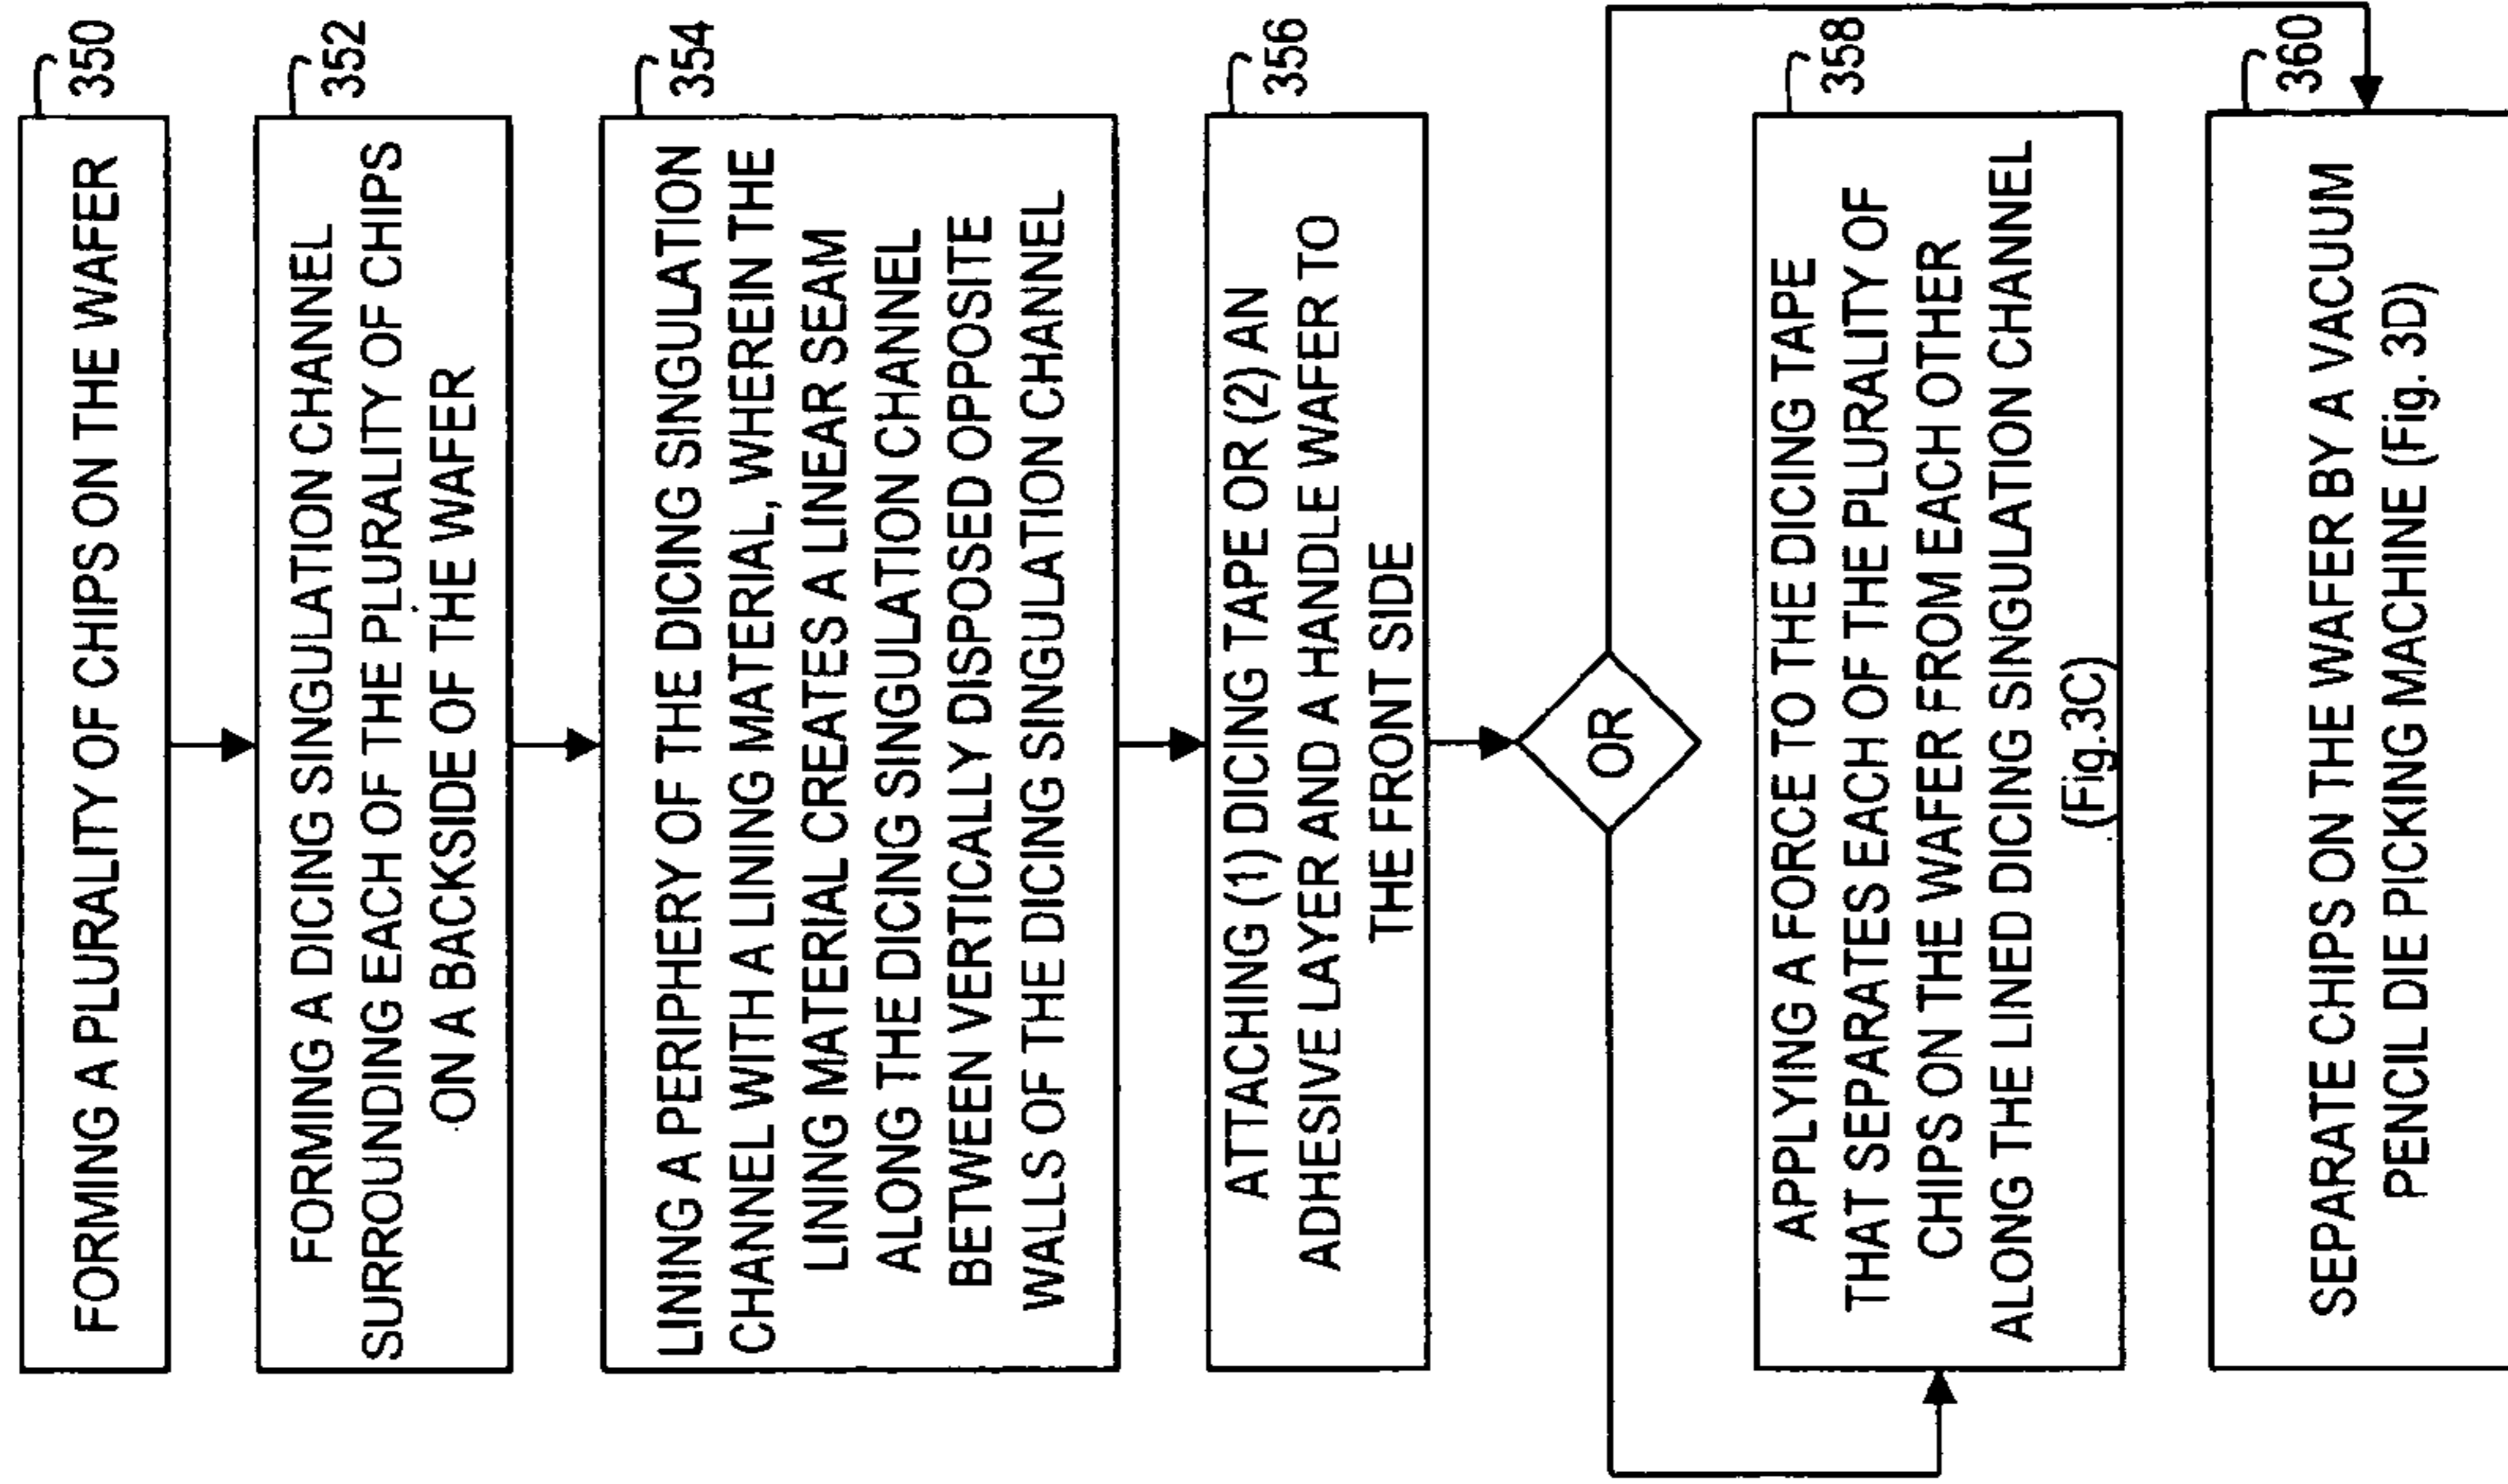 FORMING A PLURALITY OF CHIPS ON THE WAFER
350
FORMING A DICING SINGULATION CHANNEL
SURROUNDING EACH OF THE PLURALITY OF CHIPS
ON A BACKSIDE OF THE WAFER
352
LINING A PERIPHERY OF THE DICING SINGULATION
CHANNEL WITH A LINING MATERIAL, WHEREIN THE
LINING MATERIAL CREATES A LINEAR SEAM
ALONG THE DICING SINGULATION CHANNEL
BETWEEN VERTICALLY DISPOSED OPPOSITE
WALLS OF THE DICING SINGULATION CHANNEL
354
ATTACHING (1) DICING TAPE OR (2) AN
ADHESIVE LAYER AND A HANDLE WAFER TO
THE FRONT SIDE
356
OR
APPLYING A FORCE TO THE DICING TAPE
THAT SEPARATES EACH OF THE PLURALITY OF
CHIPS ON THE WAFER FROM EACH OTHER
ALONG THE LINED DICING SINGULATION CHANNEL
(Fig.3C)
358
SEPARATE CHIPS ON THE WAFER BY A VACUUM
PENCIL DIE PICKING MACHINE (Fig. 3D)
360